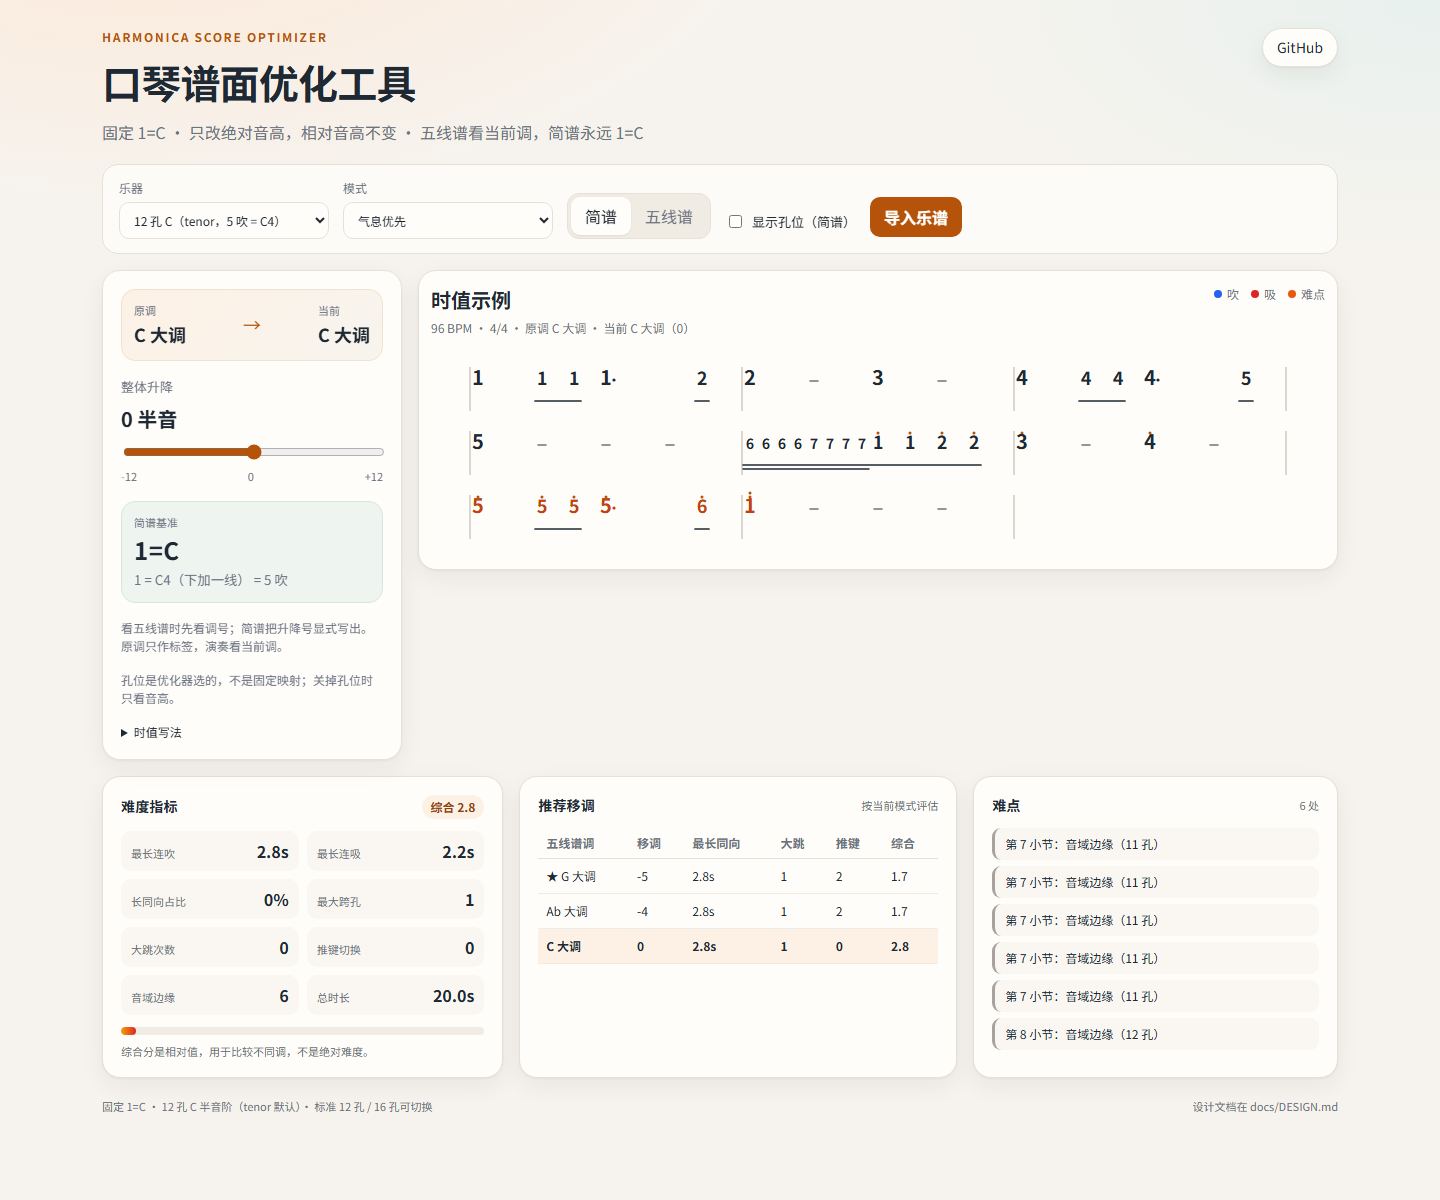 HARMONICA SCORE OPTIMIZER
GitHub
口琴谱面优化工具
固定 1=C · 只改绝对音高，相对音高不变 · 五线谱看当前调，简谱永远 1=C
乐器
模式
12 孔 C（tenor，5 吹 = C4）
气息优先
简谱
五线谱
显示孔位（简谱）
导入乐谱
原调
C 大调
→
当前
C 大调
整体升降
0 半音
-12
0
+12
简谱基准
1=C
1 = C4（下加一线） = 5 吹
看五线谱时先看调号；简谱把升降号显式写出。
原调只作标签，演奏看当前调。
孔位是优化器选的，不是固定映射；关掉孔位时
只看音高。
▶ 时值写法
时值示例
吹
吸
难点
96 BPM · 4/4 · 原调 C 大调 · 当前 C 大调（0）
1 1 1 1· 2 2 – 3 – 4 4 4 4· 5
5 – – – 6 6 6 6 7 7 7 7 1 1 2 2 3 – 4 –
5 5 5 5· 6 1 – – –
难度指标
综合 2.8
最长连吹 2.8s
最长连吸 2.2s
长同向占比 0%
最大跨孔 1
大跳次数 0
推键切换 0
音域边缘 6
总时长 20.0s
综合分是相对值，用于比较不同调，不是绝对难度。
推荐移调
按当前模式评估
五线谱调 移调 最长同向 大跳 推键 综合
★ G 大调 -5 2.8s 1 2 1.7
Ab 大调 -4 2.8s 1 2 1.7
C 大调 0 2.8s 1 0 2.8
难点
6 处
第 7 小节：音域边缘（11 孔）
第 7 小节：音域边缘（11 孔）
第 7 小节：音域边缘（11 孔）
第 7 小节：音域边缘（11 孔）
第 7 小节：音域边缘（11 孔）
第 8 小节：音域边缘（12 孔）
固定 1=C · 12 孔 C 半音阶（tenor 默认）· 标准 12 孔 / 16 孔可切换
设计文档在 docs/DESIGN.md